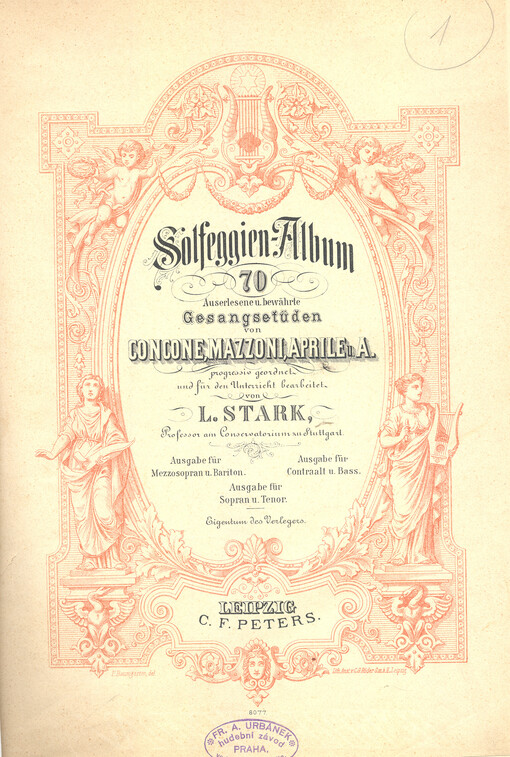 1
Solfeggien-Album
70
Auserlesene u. bewährte
Gesangsetüden
von
CONCONE, MAZZONI, APRILE u. A.
progressiv geordnet
und für den Unterricht bearbeitet
von
L. STARK,
Professor am Conservatorium zu Stuttgart.
Ausgabe für
Mezzosopran u. Bariton.
Ausgabe für
Contraalt u. Bass.
Ausgabe für
Sopran u. Tenor.
Eigentum des Verlegers.
LEIPZIG
C. F. PETERS.
8077
FR. A. URBÁNEK
hudební závod
PRAHA.